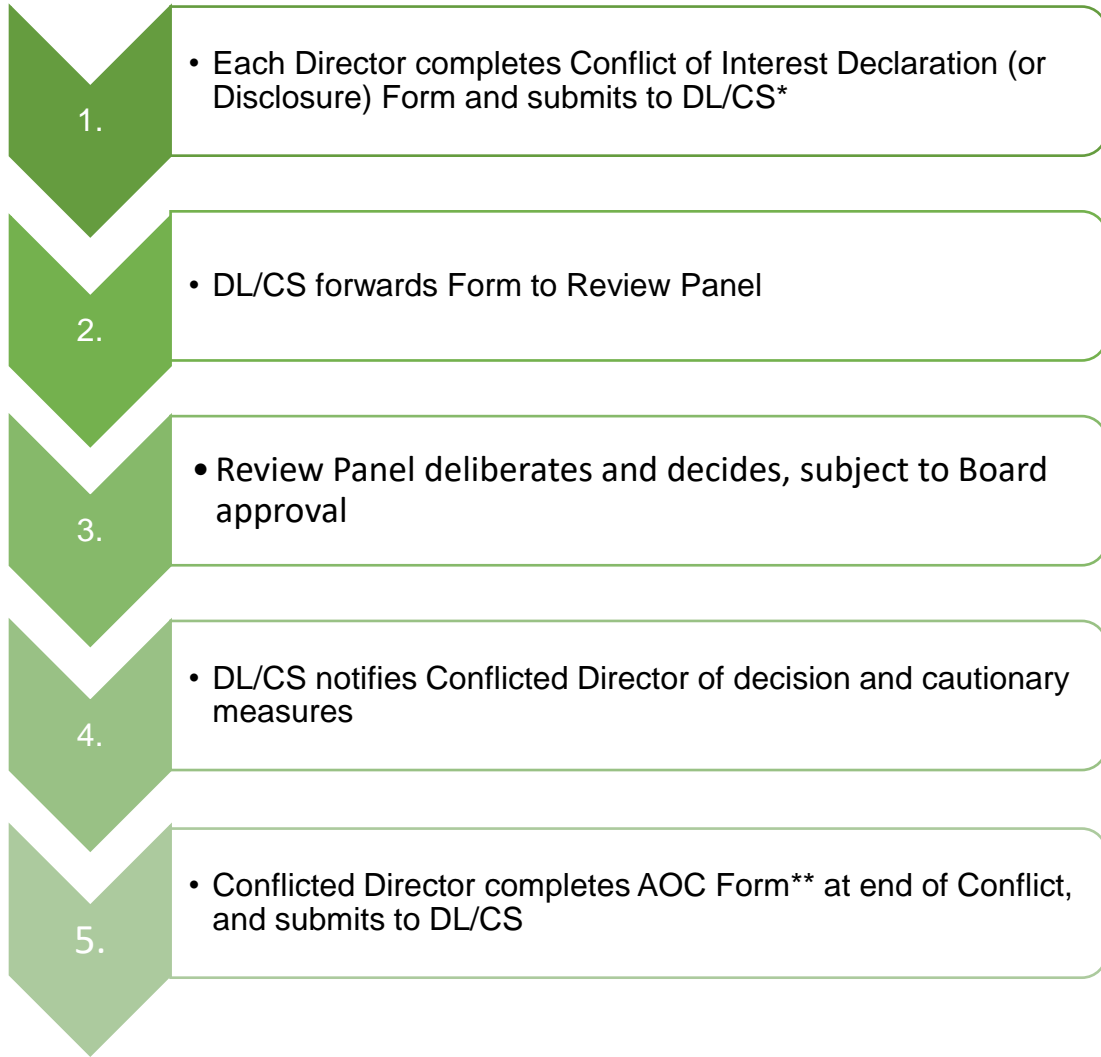 1.
• Each Director completes Conflict of Interest Declaration (or
Disclosure) Form and submits to DL/CS*
2.
• DL/CS forwards Form to Review Panel
3.
• Review Panel deliberates and decides, subject to Board
approval
4.
• DL/CS notifies Conflicted Director of decision and cautionary
measures
5.
• Conflicted Director completes AOC Form** at end of Conflict,
and submits to DL/CS